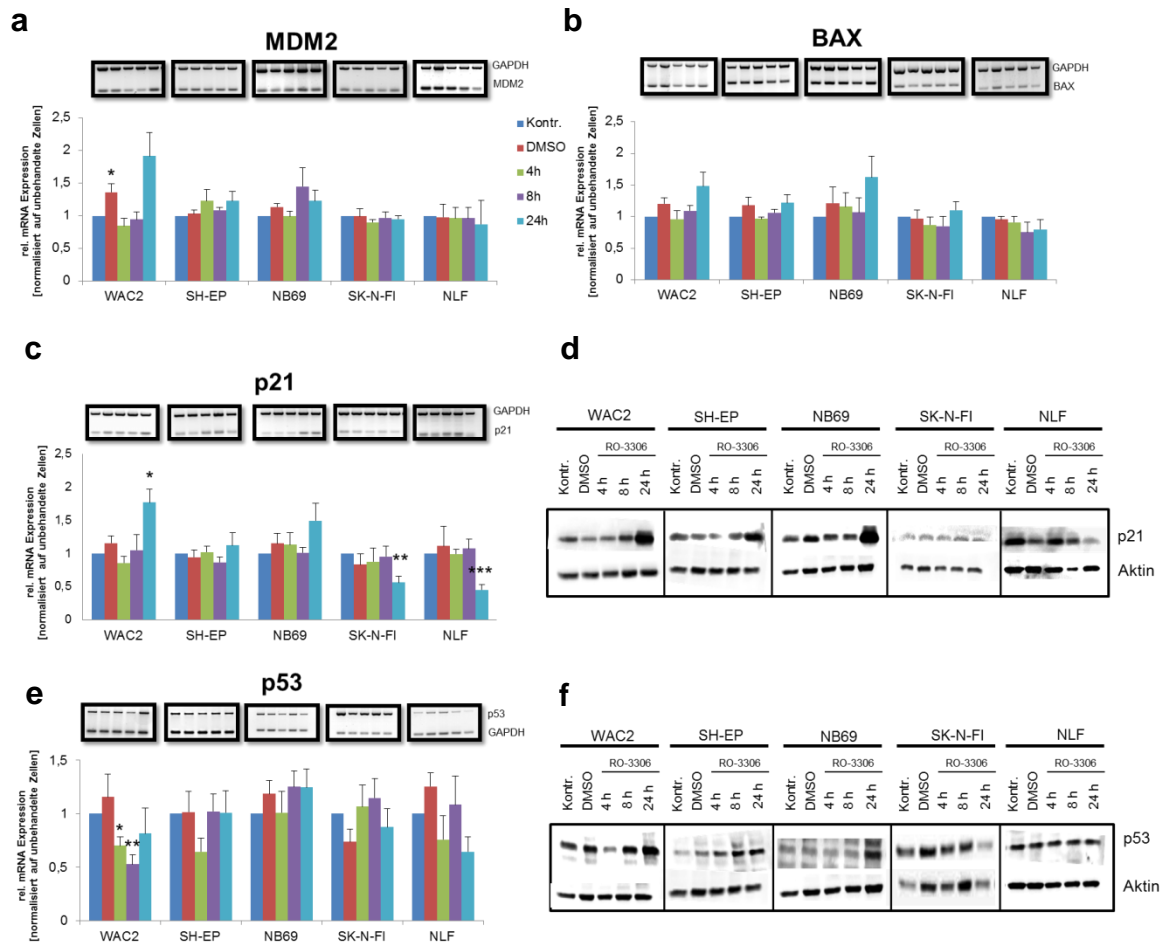 a
MDM2
GAPDH
MDM2
rel. mRNA Expression
[normalisiert auf unbehandelte Zellen]
2,5
2
1,5
1
0,5
0
*
WAC2 SH-EP NB69 SK-N-FI NLF
Kontr.
DMSO
4h
8h
24h
b
BAX
GAPDH
BAX
rel. mRNA Expression
[normalisiert auf unbehandelte Zellen]
2,5
2
1,5
1
0,5
0
WAC2 SH-EP NB69 SK-N-FI NLF
c
p21
GAPDH
p21
rel. mRNA Expression
[normalisiert auf unbehandelte Zellen]
2,5
2
1,5
1
0,5
0
*
**
***
WAC2 SH-EP NB69 SK-N-FI NLF
d
WAC2 SH-EP NB69 SK-N-FI NLF
RO-3306 RO-3306 RO-3306 RO-3306 RO-3306
Kontr. DMSO 4 h 8 h 24 h Kontr. DMSO 4 h 8 h 24 h Kontr. DMSO 4 h 8 h 24 h Kontr. DMSO 4 h 8 h 24 h Kontr. DMSO 4 h 8 h 24 h
p21
Aktin
e
p53
p53
GAPDH
rel. mRNA Expression
[normalisiert auf unbehandelte Zellen]
1,5
1
0,5
0
*
**
WAC2 SH-EP NB69 SK-N-FI NLF
f
WAC2 SH-EP NB69 SK-N-FI NLF
RO-3306 RO-3306 RO-3306 RO-3306 RO-3306
Kontr. DMSO 4 h 8 h 24 h Kontr. DMSO 4 h 8 h 24 h Kontr. DMSO 4 h 8 h 24 h Kontr. DMSO 4 h 8 h 24 h Kontr. DMSO 4 h 8 h 24 h
p53
Aktin